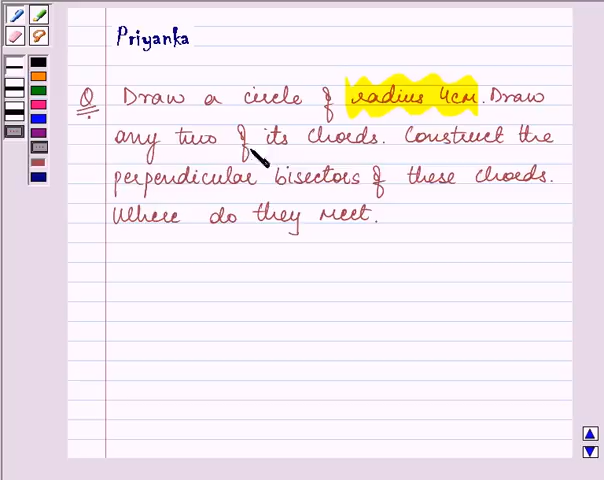 Priyanka
Q Draw a circle of radius 4cm. Draw
any two of its chords. Construct the
perpendicular bisectors of these chords.
Where do they meet.